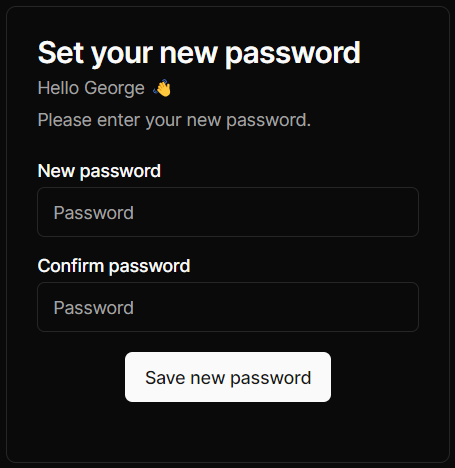 Set your new password
Hello George 👋
Please enter your new password.
New password
Password
Confirm password
Password
Save new password